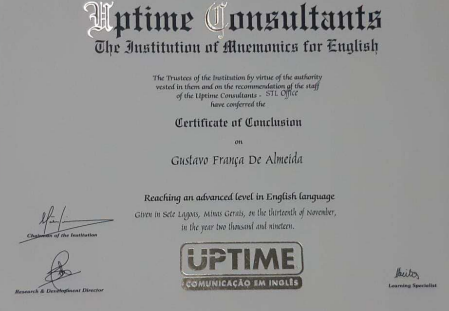 Uptime Consultants
The Institution of Mnemonics for English
The Trustees of the Institution by virtue of the authority
vested in them and on the recommendation of the staff
of the Uptime Consultants - STL Office
have conferred the
Certificate of Conclusion
on
Gustavo França De Almeida
Reaching an advanced level in English language
Given in Sete Lagoas, Minas Gerais, on the thirteenth of November,
in the year two thousand and nineteen.
Chairman of the Institution
UPTIME
COMUNICAÇÃO EM INGLÊS
Research & Development Director
Learning Specialist